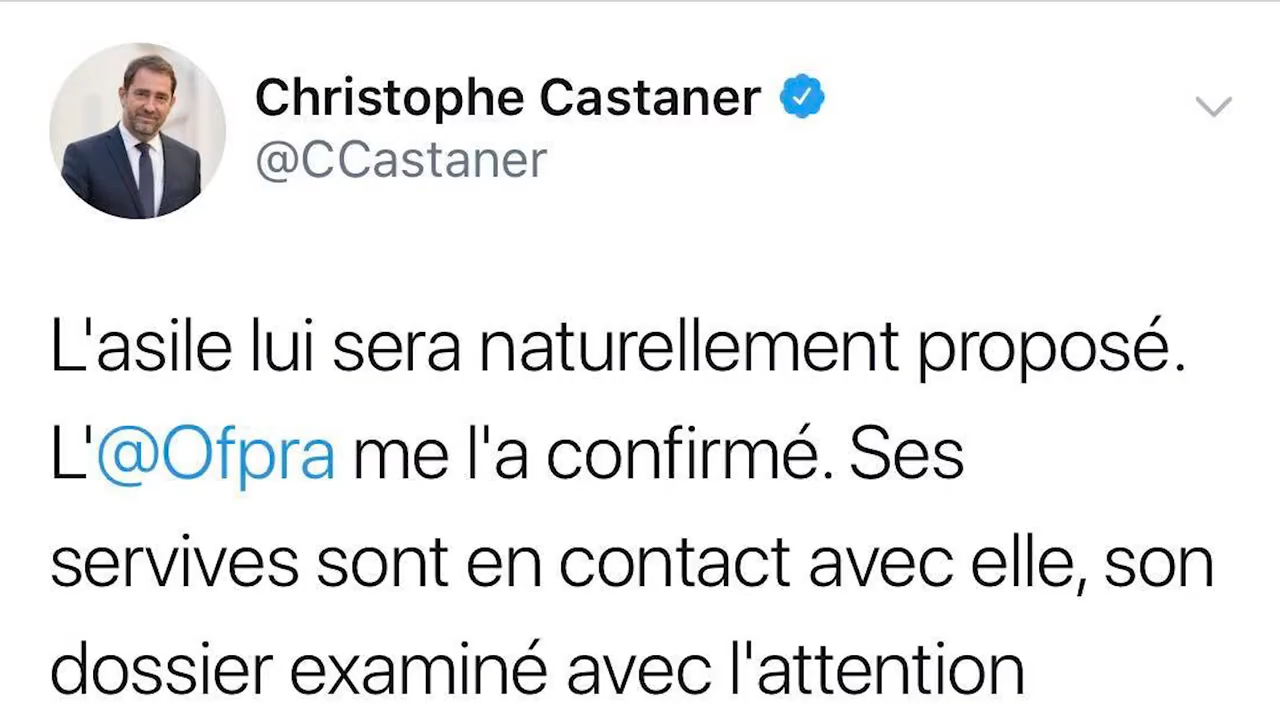 Christophe Castaner
@CCastaner
L'asile lui sera naturellement proposé.
L'@Ofpra me l'a confirmé. Ses
servives sont en contact avec elle, son
dossier examiné avec l'attention